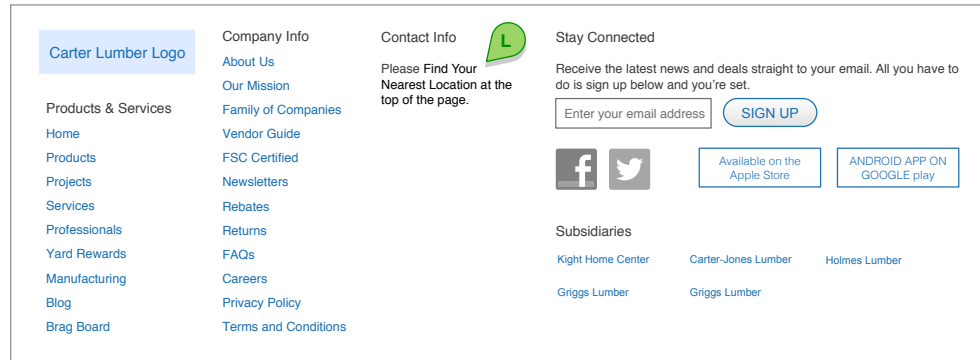 Carter Lumber Logo
Products & Services
Home
Products
Projects
Services
Professionals
Yard Rewards
Manufacturing
Blog
Brag Board
Company Info
About Us
Our Mission
Family of Companies
Vendor Guide
FSC Certified
Newsletters
Rebates
Returns
FAQs
Careers
Privacy Policy
Terms and Conditions
Contact Info
L
Please Find Your
Nearest Location at the
top of the page.
Stay Connected
Receive the latest news and deals straight to your email. All you have to
do is sign up below and you're set.
Enter your email address
SIGN UP
f
Available on the
Apple Store
ANDROID APP ON
GOOGLE play
Subsidiaries
Kight Home Center
Carter-Jones Lumber
Holmes Lumber
Griggs Lumber
Griggs Lumber